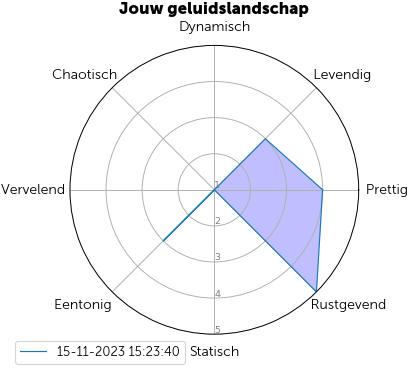 Jouw geluidslandschap
Dynamisch
Chaotisch
Levendig
Vervelend
1
Prettig
2
3
4
Eentonig
Rustgevend
5
15-11-2023 15:23:40
Statisch